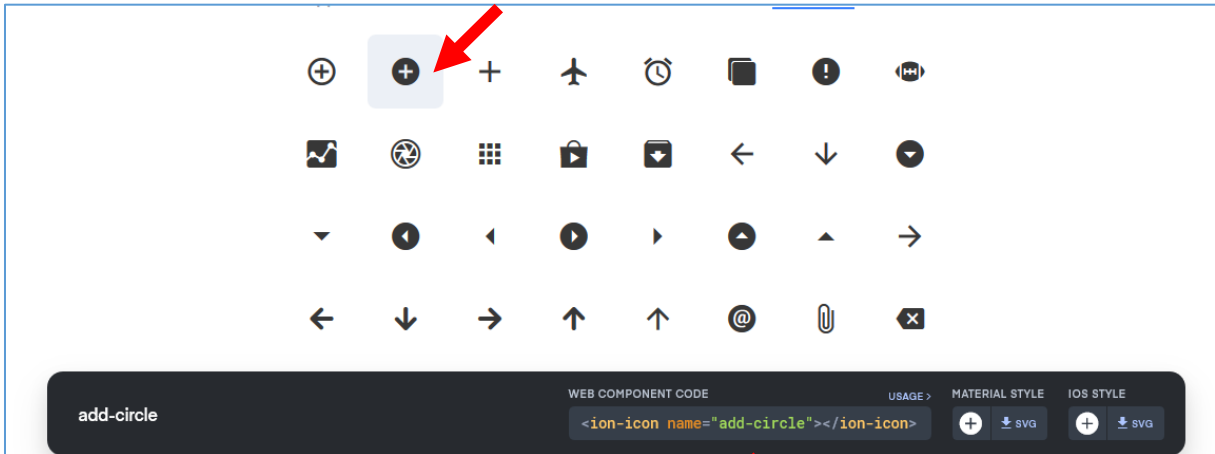 add-circle
WEB COMPONENT CODE
USAGE >
<ion-icon name="add-circle"></ion-icon>
MATERIAL STYLE
SVG
IOS STYLE
SVG